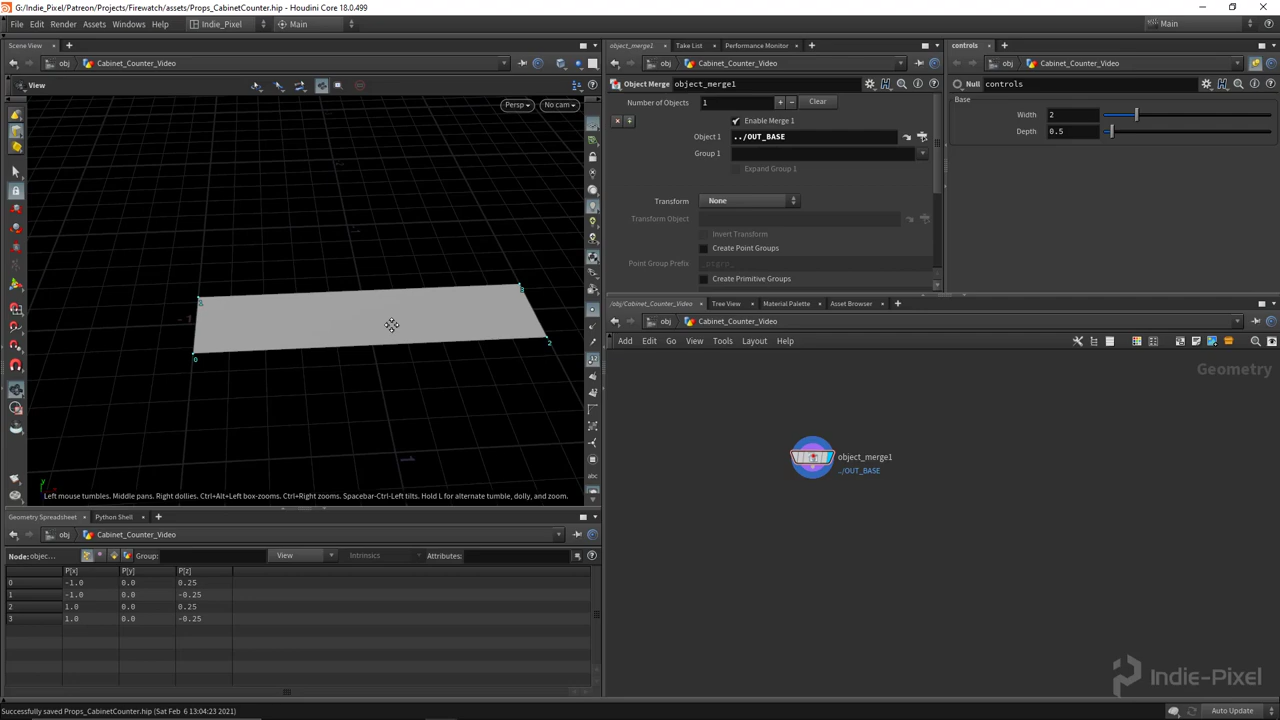 G:/Indie_Pixel/Patreon/Projects/Firewatch/assets/Props_CabinetCounter.hip - Houdini Core 18.0.499
File Edit Render Assets Windows Help Indie_Pixel Main Main
Scene View
obj Cabinet_Counter_Video
View
Persp No cam
0
2
Left mouse tumbles. Middle pans. Right dollies. Ctrl+Alt+Left box-zooms. Ctrl+Right zooms. Spacebar-Ctrl-Left tilts. Hold L for alternate tumble, dolly, and zoom.
object_merge1 Take List Performance Monitor
obj Cabinet_Counter_Video
Object Merge object_merge1
Number of Objects 1 Clear
Enable Merge 1
Object 1 ../OUT_BASE
Group 1
Expand Group 1
Transform None
Transform Object
Invert Transform
Create Point Groups
Point Group Prefix _ptgrp_
Create Primitive Groups
controls
obj Cabinet_Counter_Video
Null controls
Base
Width 2
Depth 0.5
/obj/Cabinet_Counter_Video Tree View Material Palette Asset Browser
obj Cabinet_Counter_Video
Add Edit Go View Tools Layout Help
Geometry
object_merge1
../OUT_BASE
Indie-Pixel
Geometry Spreadsheet Python Shell
obj Cabinet_Counter_Video
Node: objec... Group: View Intrinsics Attributes:
P[x] P[y] P[z]
0 -1.0 0.0 0.25
1 -1.0 0.0 -0.25
2 1.0 0.0 0.25
3 1.0 0.0 -0.25
Successfully saved Props_CabinetCounter.hip (Sat Feb 6 13:04:23 2021)
Auto Update